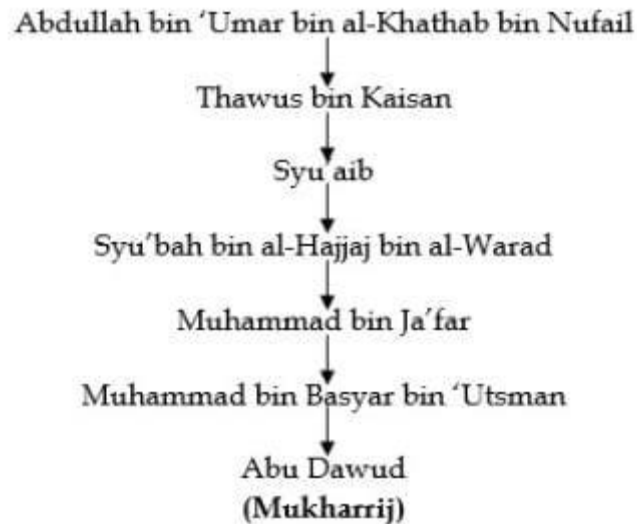 Abdullah bin ‘Umar bin al-Khathab bin Nufail
Thawus bin Kaisan
Syu’aib
Syu’bah bin al-Hajjaj bin al-Warad
Muhammad bin Ja’far
Muhammad bin Basyar bin ‘Utsman
Abu Dawud
(Mukharrij)